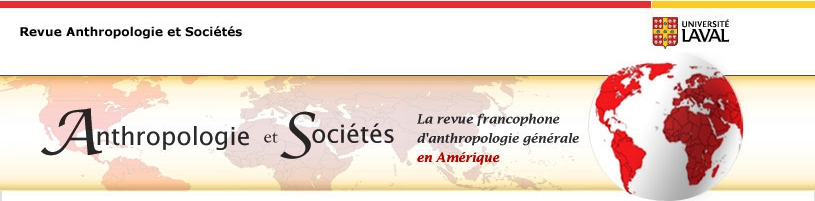 Revue Anthropologie et Sociétés
UNIVERSITÉ
LAVAL
Anthropologie et Sociétés
La revue francophone
d'anthropologie générale
en Amérique